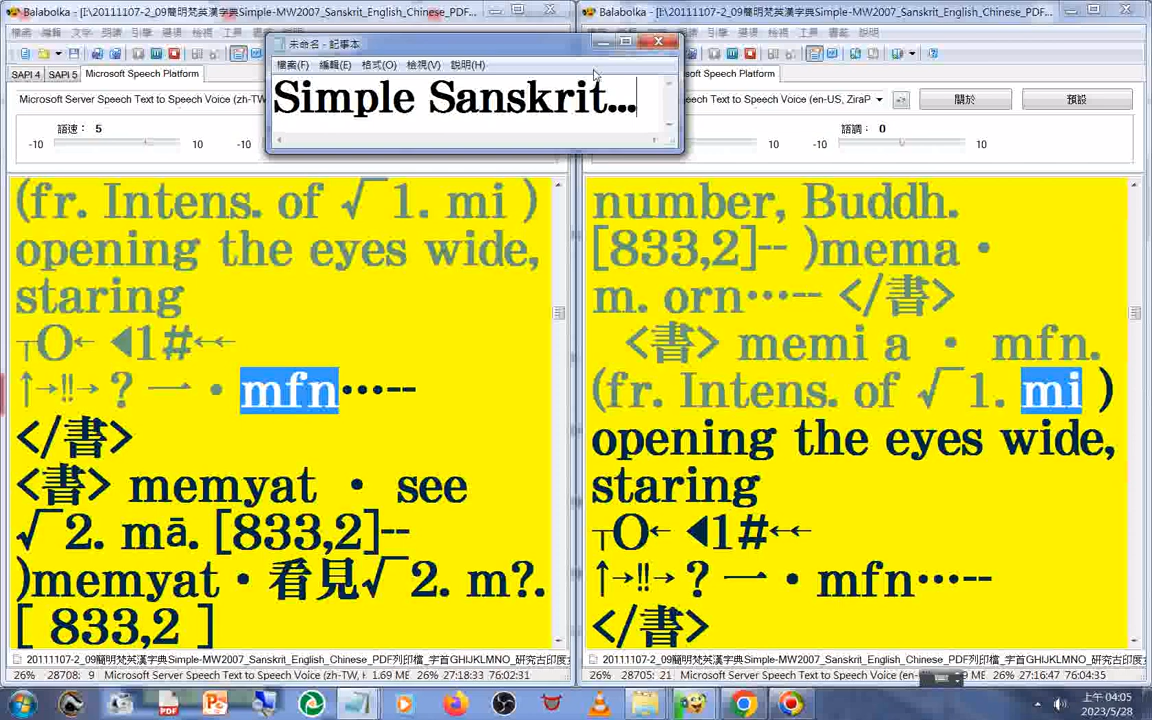 Balabolka - [I:\20111107-2_09簡明梵英漢字典Simple-MW2007_Sanskrit_English_Chinese_PDF...
Balabolka - [I:\20111107-2_09簡明梵英漢字典Simple-MW2007_Sanskrit_English_Chinese_PDF...
未命名 - 記事本
檔案(F) 編輯(E) 格式(O) 檢視(V) 說明(H)
Simple Sanskrit...
SAPI 4 SAPI 5 Microsoft Speech Platform
Speech Platform
Microsoft Server Speech Text to Speech Voice (zh-TW
eech Text to Speech Voice (en-US, ZiraP
關於
預設
語速： 5
語調： 0
-10 10 -10
10 -10 10
(fr. Intens. of √1. mi )
opening the eyes wide,
staring
┬O← ◀1#←←
↑→‼→？一・mfn…--
</書>
<書> memyat ・ see
√2. mā. [833,2]--
)memyat・看見√2. m?.
[ 833,2 ]
number, Buddh.
[833,2]-- )mema・
m. orn…-- </書>
<書> memi a ・ mfn.
(fr. Intens. of √1. mi )
opening the eyes wide,
staring
┬O← ◀1#←←
↑→‼→？一・mfn…--
</書>
20111107-2_09簡明梵英漢字典Simple-MW2007_Sanskrit_English_Chinese_PDF列印檔_字首GHIJKLMNO_研究古印度
20111107-2_09簡明梵英漢字典Simple-MW2007_Sanskrit_English_Chinese_PDF列印檔_字首GHIJKLMNO_研究古印度
26% 28708: 9 Microsoft Server Speech Text to Speech Voice (zh-TW, 1.69 ME 26% 27:18:33 76:02:31
26% 28705: 21 Microsoft Server Speech Text to Speech Voice 26% 27:16:47 76:04:35
上午 04:05
2023/5/28